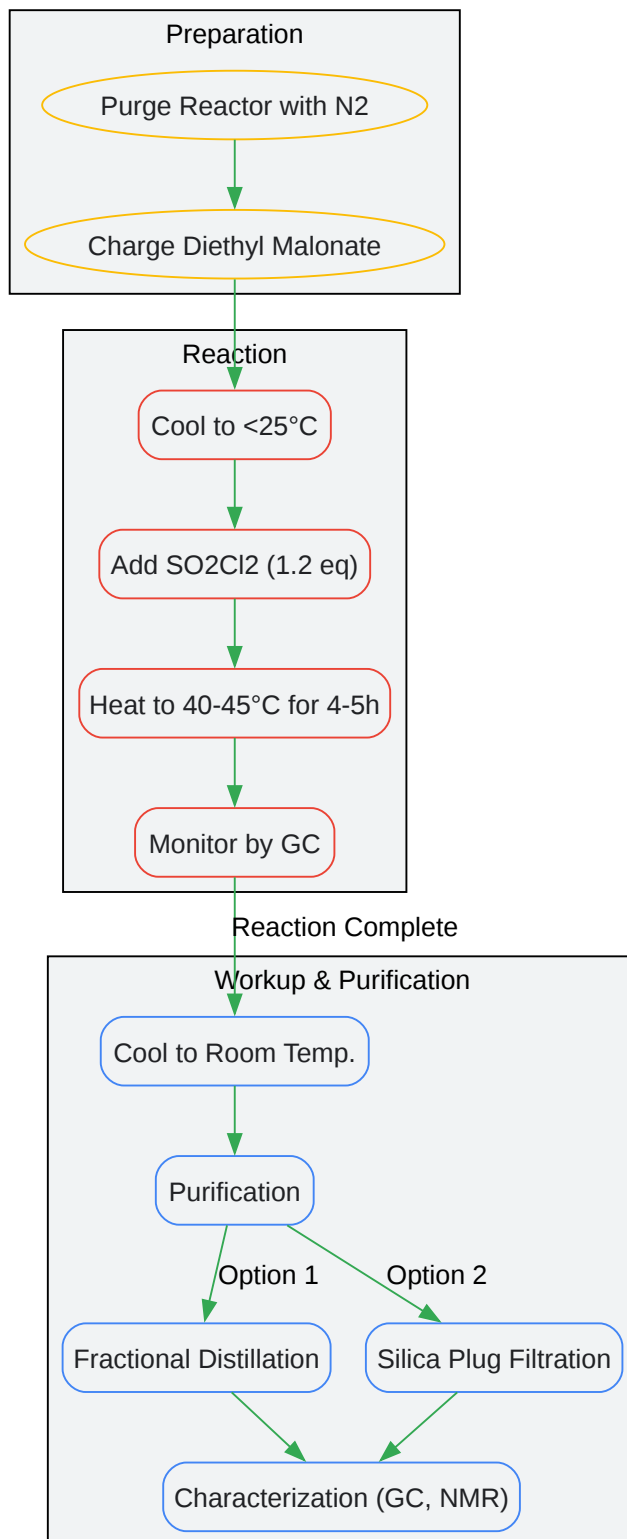 Preparation
Purge Reactor with N2
Charge Diethyl Malonate
Reaction
Cool to <25°C
Add SO2Cl2 (1.2 eq)
Heat to 40-45°C for 4-5h
Monitor by GC
Reaction Complete
Workup & Purification
Cool to Room Temp.
Purification
Option 1
Option 2
Fractional Distillation
Silica Plug Filtration
Characterization (GC, NMR)